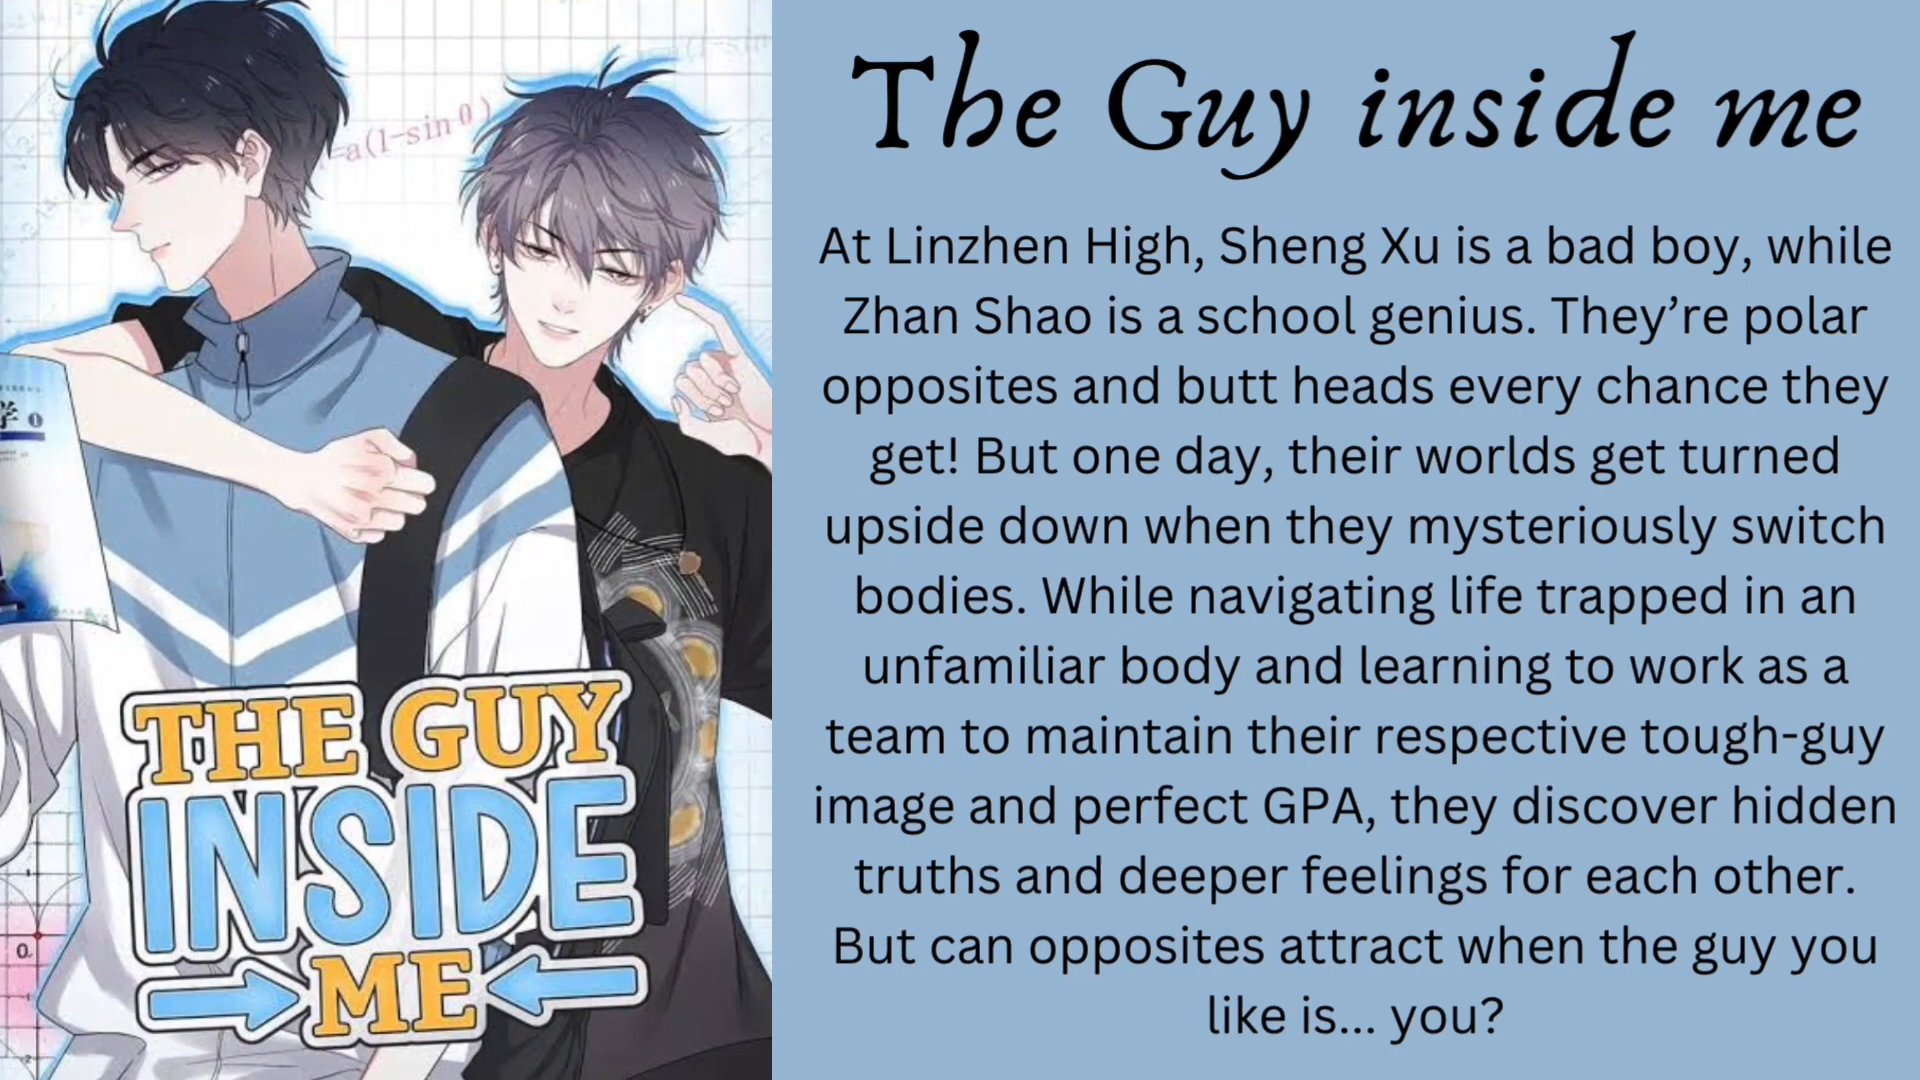 The Guy inside me
At Linzhen High, Sheng Xu is a bad boy, while
Zhan Shao is a school genius. They’re polar
opposites and butt heads every chance they
get! But one day, their worlds get turned
upside down when they mysteriously switch
bodies. While navigating life trapped in an
unfamiliar body and learning to work as a
team to maintain their respective tough-guy
image and perfect GPA, they discover hidden
truths and deeper feelings for each other.
But can opposites attract when the guy you
like is... you?
a(1-sin θ)
学 1
THE GUY
INSIDE
ME
0